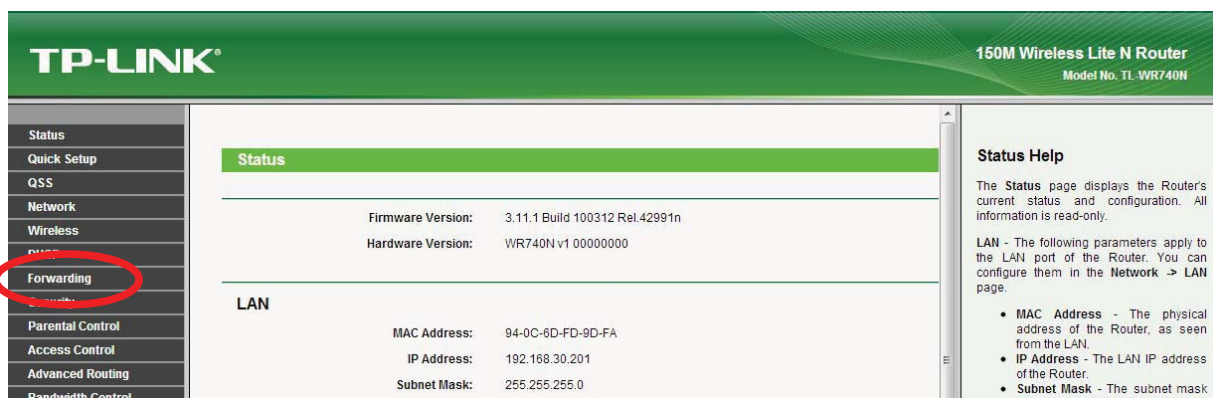 TP-LINK®
150M Wireless Lite N Router
Model No. TL-WR740N
Status
Quick Setup
QSS
Network
Wireless
Forwarding
Security
Parental Control
Access Control
Advanced Routing
Bandwidth Control
Status
Firmware Version: 3.11.1 Build 100312 Rel.42991n
Hardware Version: WR740N v1 00000000
LAN
MAC Address: 94-0C-6D-FD-9D-FA
IP Address: 192.168.30.201
Subnet Mask: 255.255.255.0
Status Help
The Status page displays the Router's
current status and configuration. All
information is read-only.
LAN - The following parameters apply to
the LAN port of the Router. You can
configure them in the Network -> LAN
page.
• MAC Address - The physical
address of the Router, as seen
from the LAN.
• IP Address - The LAN IP address
of the Router.
• Subnet Mask - The subnet mask